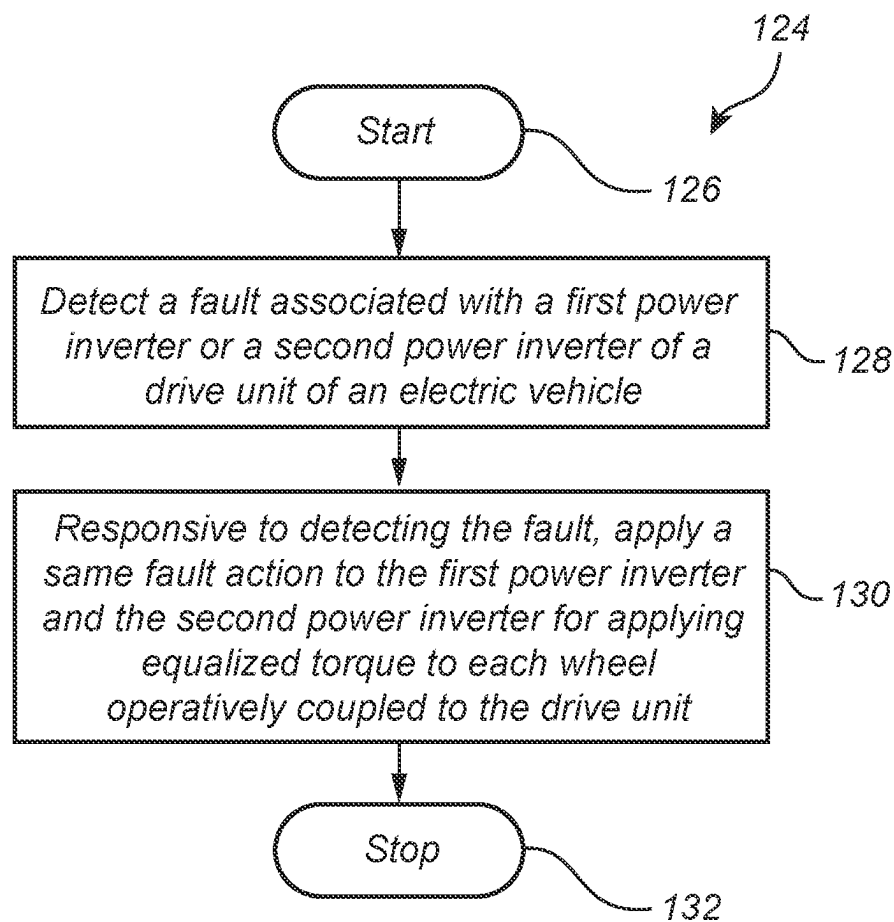 124
Start
126
Detect a fault associated with a first power
inverter or a second power inverter of a
drive unit of an electric vehicle
128
Responsive to detecting the fault, apply a
same fault action to the first power inverter
and the second power inverter for applying
equalized torque to each wheel
operatively coupled to the drive unit
130
Stop
132